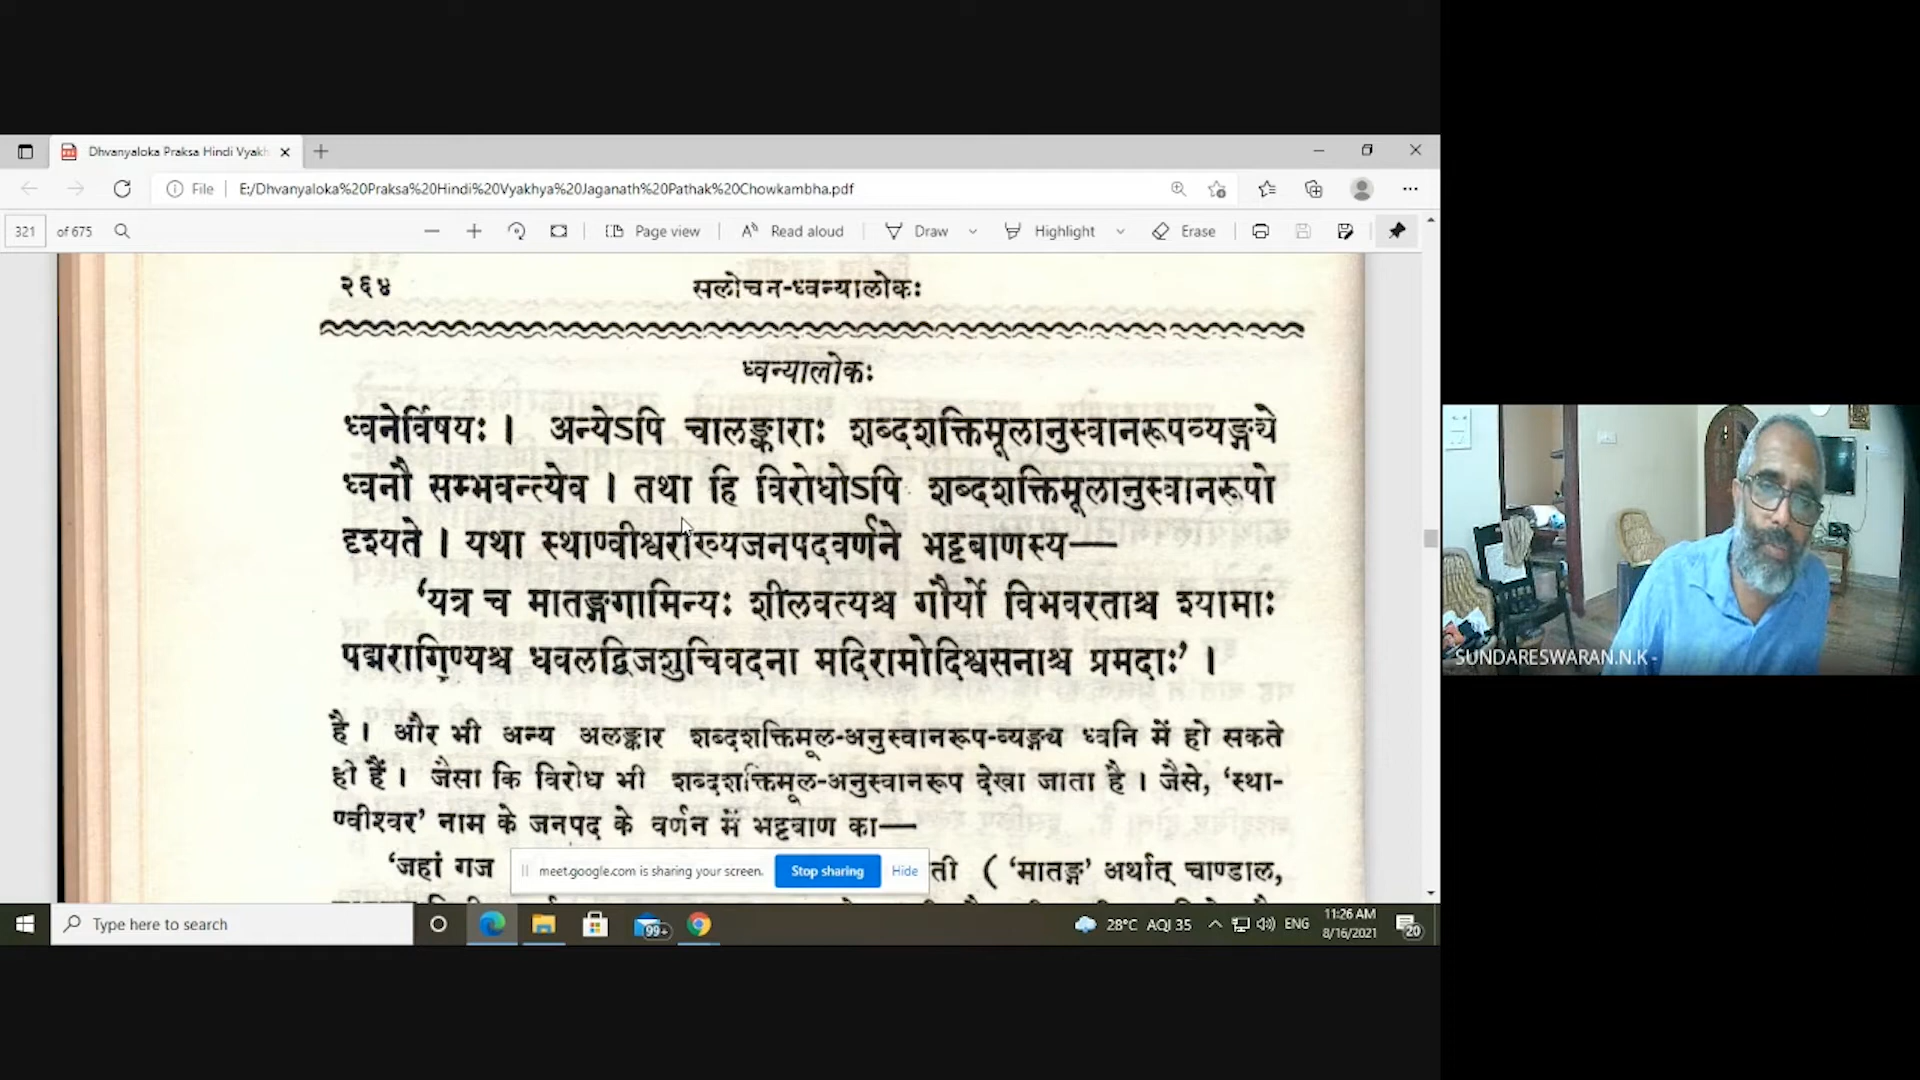 Dhvanyaloka Praksa Hindi Vyakh
File
E:/Dhvanyaloka%20Praksa%20Hindi%20Vyakhya%20Jaganath%20Pathak%20Chowkambha.pdf
321 of 675
Page view
Read aloud
Draw
Highlight
Erase
२६४
सलोचन-ध्वन्यालोकः
ध्वन्यालोकः
ध्वनेर्विषयः । अन्येऽपि चालङ्काराः शब्दशक्तिमूलानुस्वानरूपव्यङ्ग्ये
ध्वनौ सम्भवन्त्येव । तथा हि विरोधोऽपि शब्दशक्तिमूलानुस्वानरूपो
दृश्यते । यथा स्थाण्वीश्वराख्यजनपदवर्णने भट्टबाणस्य—
‘यत्र च मातङ्गगामिन्यः शीलवत्यश्च गौर्यो विभवरताश्च श्यामाः
पद्मरागिण्यश्च धवलद्विजशुचिवदना मदिरामोदिश्वसनाश्च प्रमदाः’ ।
है । और भी अन्य अलङ्कार शब्दशक्तिमूल-अनुस्वानरूप-व्यङ्ग्य ध्वनि में हो सकते
ही हैं । जैसा कि विरोध भी शब्दशक्तिमूल-अनुस्वानरूप देखा जाता है । जैसे, ‘स्था-
ण्वीश्वर’ नाम के जनपद के वर्णन में भट्टबाण का—
‘जहां गज ती ( ‘मातङ्ग’ अर्थात् चाण्डाल,
meet.google.com is sharing your screen.
Stop sharing
Hide
SUNDARESWARAN.N.K -
Type here to search
99+
28°C AQI 35
ENG
11:26 AM
8/16/2021
20